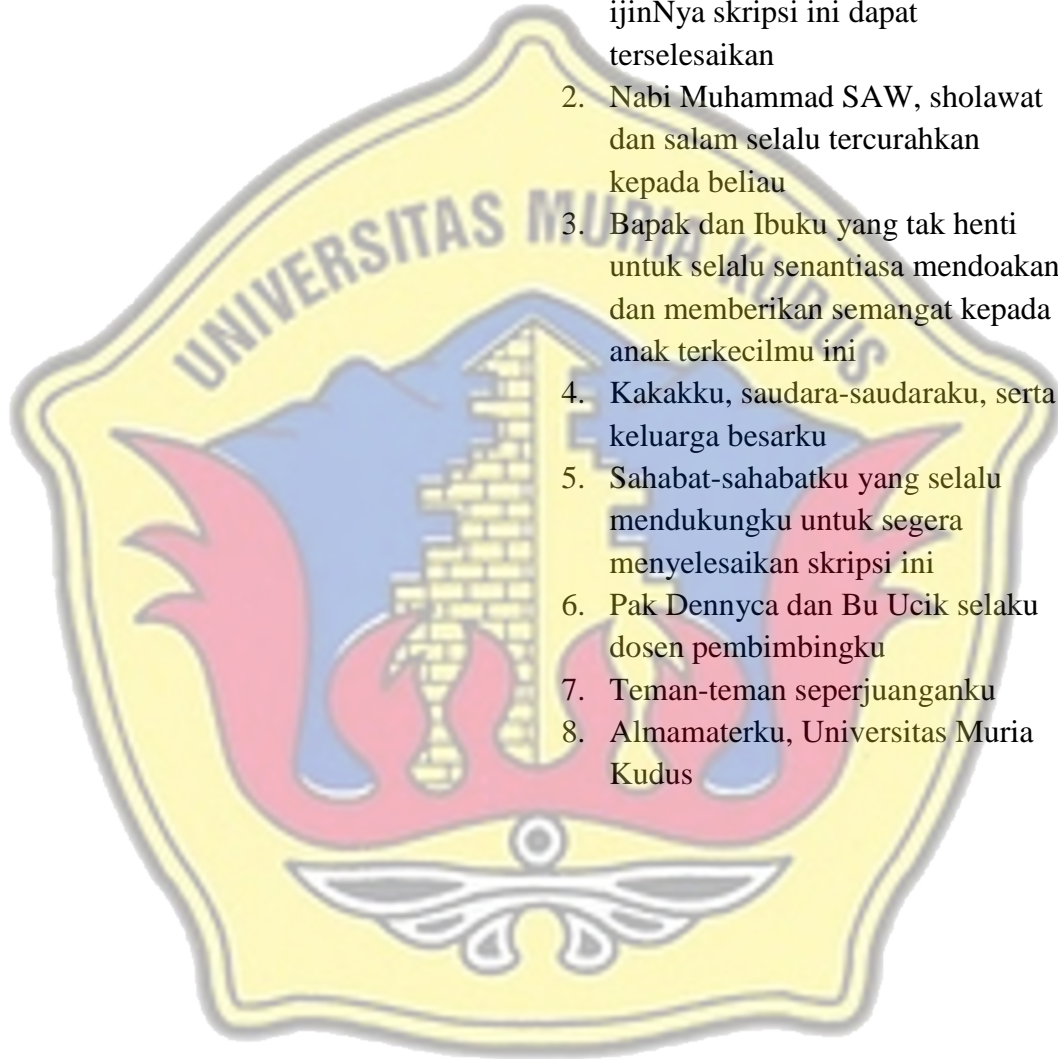 ijinNya skripsi ini dapat
terselesaikan
2. Nabi Muhammad SAW, sholawat
dan salam selalu tercurahkan
kepada beliau
3. Bapak dan Ibuku yang tak henti
untuk selalu senantiasa mendoakan
dan memberikan semangat kepada
anak terkecilmu ini
4. Kakakku, saudara-saudaraku, serta
keluarga besarku
5. Sahabat-sahabatku yang selalu
mendukungku untuk segera
menyelesaikan skripsi ini
6. Pak Dennyca dan Bu Ucik selaku
dosen pembimbingku
7. Teman-teman seperjuanganku
8. Almamaterku, Universitas Muria
Kudus
UNIVERSITAS MURIA KUDUS